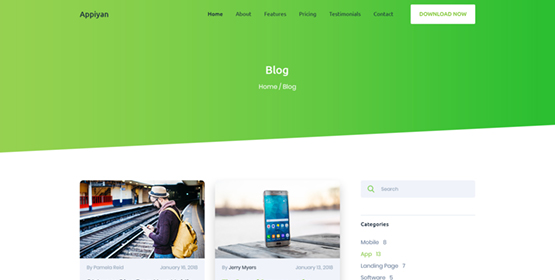 Appiyan
Home About Features Pricing Testimonials Contact DOWNLOAD NOW
Blog
Home / Blog
Search
Categories
Mobile 8
App 13
Landing Page 7
Software 5
By Pamela Reid January 15, 2018
By Jerry Myers January 13, 2018